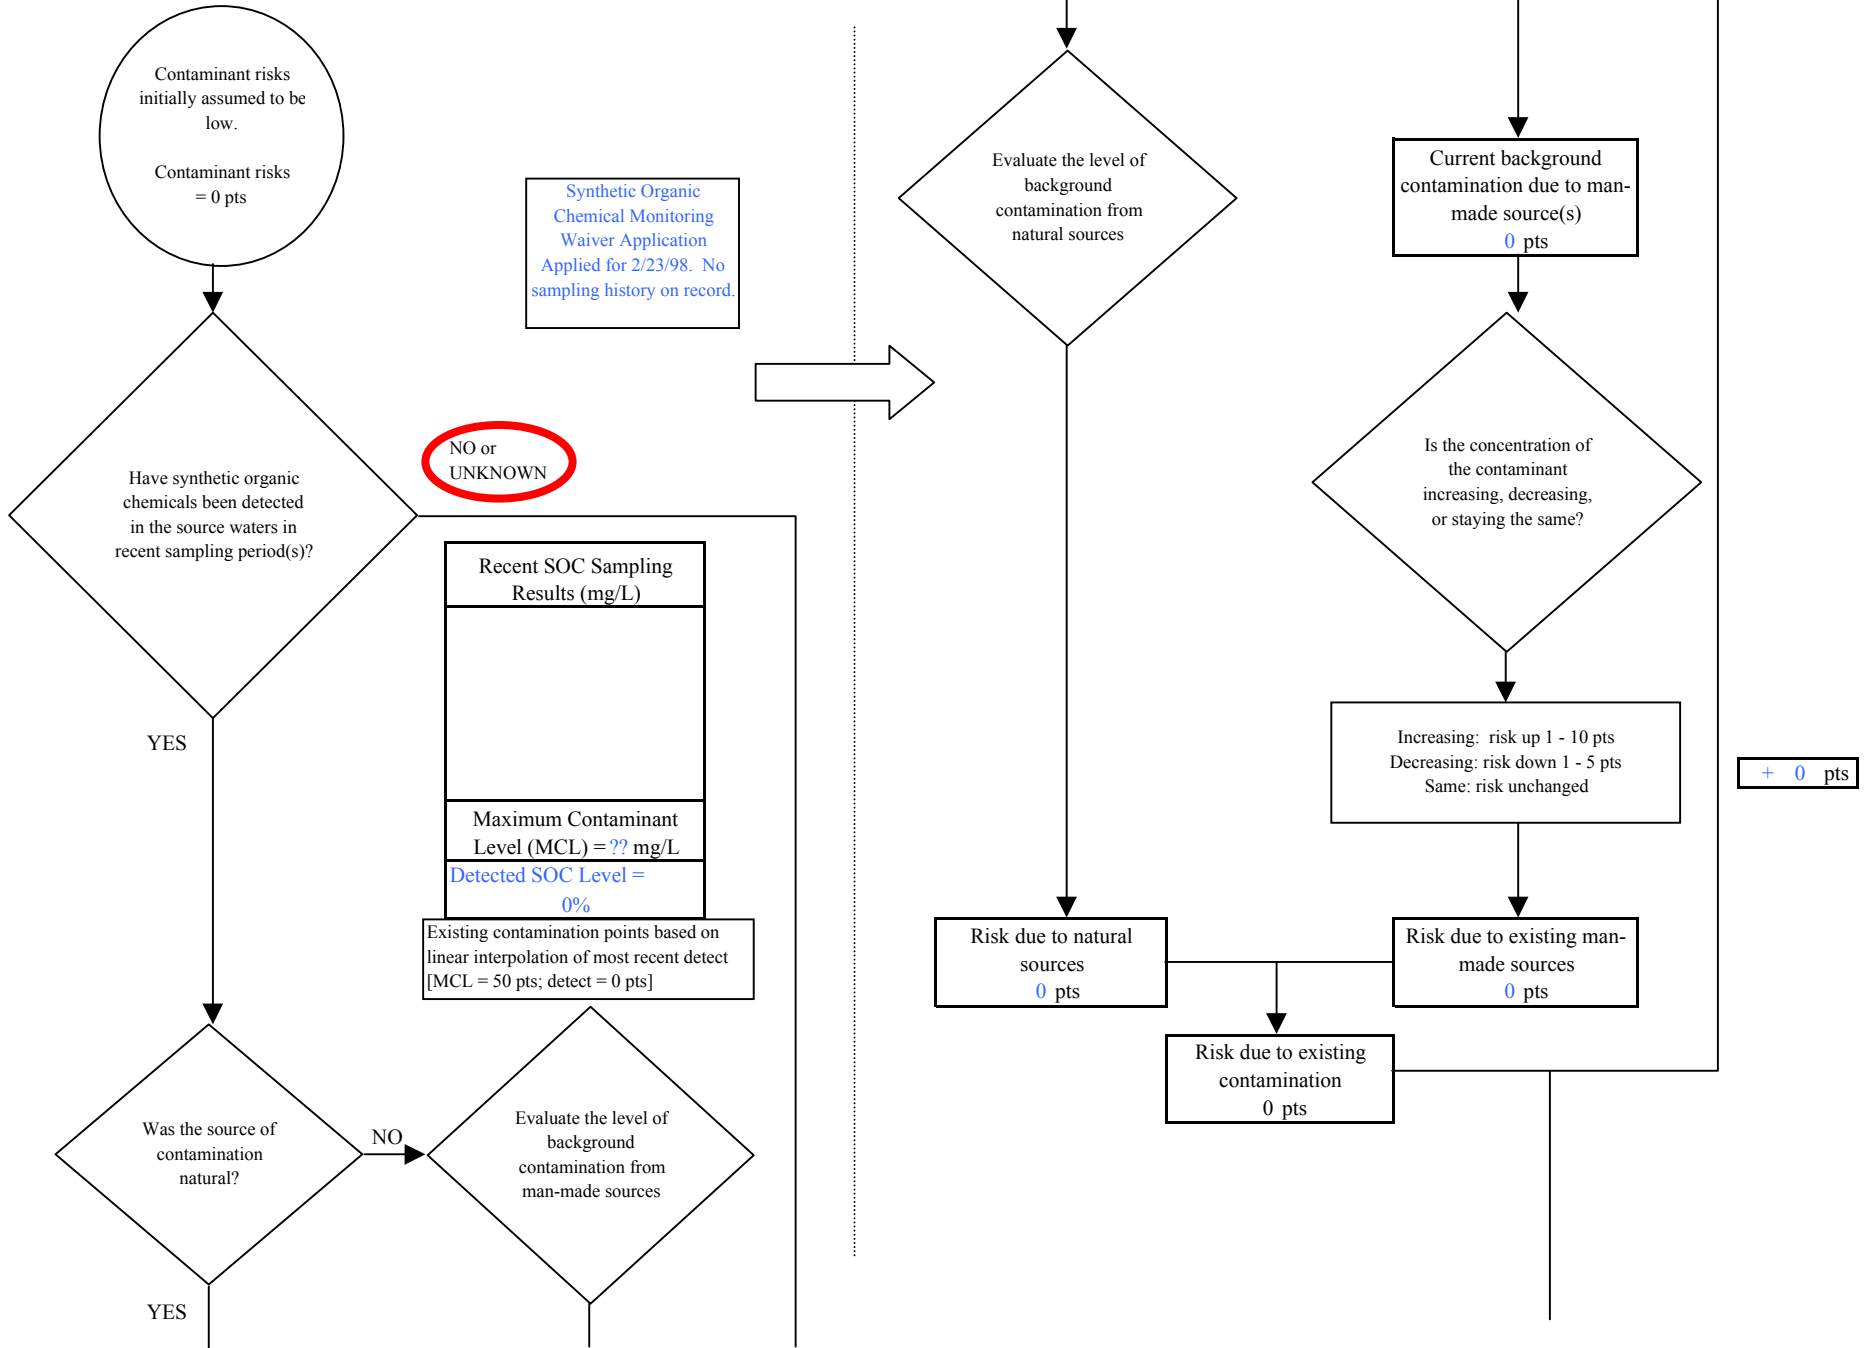 Contaminant risks
initially assumed to be
low.
Contaminant risks
= 0 pts
Synthetic Organic
Chemical Monitoring
Waiver Application
Applied for 2/23/98.  No
sampling history on record.
NO or
UNKNOWN
Have synthetic organic
chemicals been detected
in the source waters in
recent sampling period(s)?
Recent SOC Sampling
Results (mg/L)
YES
Maximum Contaminant
Level (MCL) = ?? mg/L
Detected SOC Level =
0%
Existing contamination points based on
linear interpolation of most recent detect
[MCL = 50 pts; detect = 0 pts]
Was the source of
contamination
natural?
NO
Evaluate the level of
background
contamination from
man-made sources
YES
Evaluate the level of
background
contamination from
natural sources
Current background
contamination due to man-
made source(s)
0 pts
Is the concentration of
the contaminant
increasing, decreasing,
or staying the same?
Increasing:  risk up 1 - 10 pts
Decreasing: risk down 1 - 5 pts
Same: risk unchanged
+ 0 pts
Risk due to natural
sources
0 pts
Risk due to existing man-
made sources
0 pts
Risk due to existing
contamination
0 pts